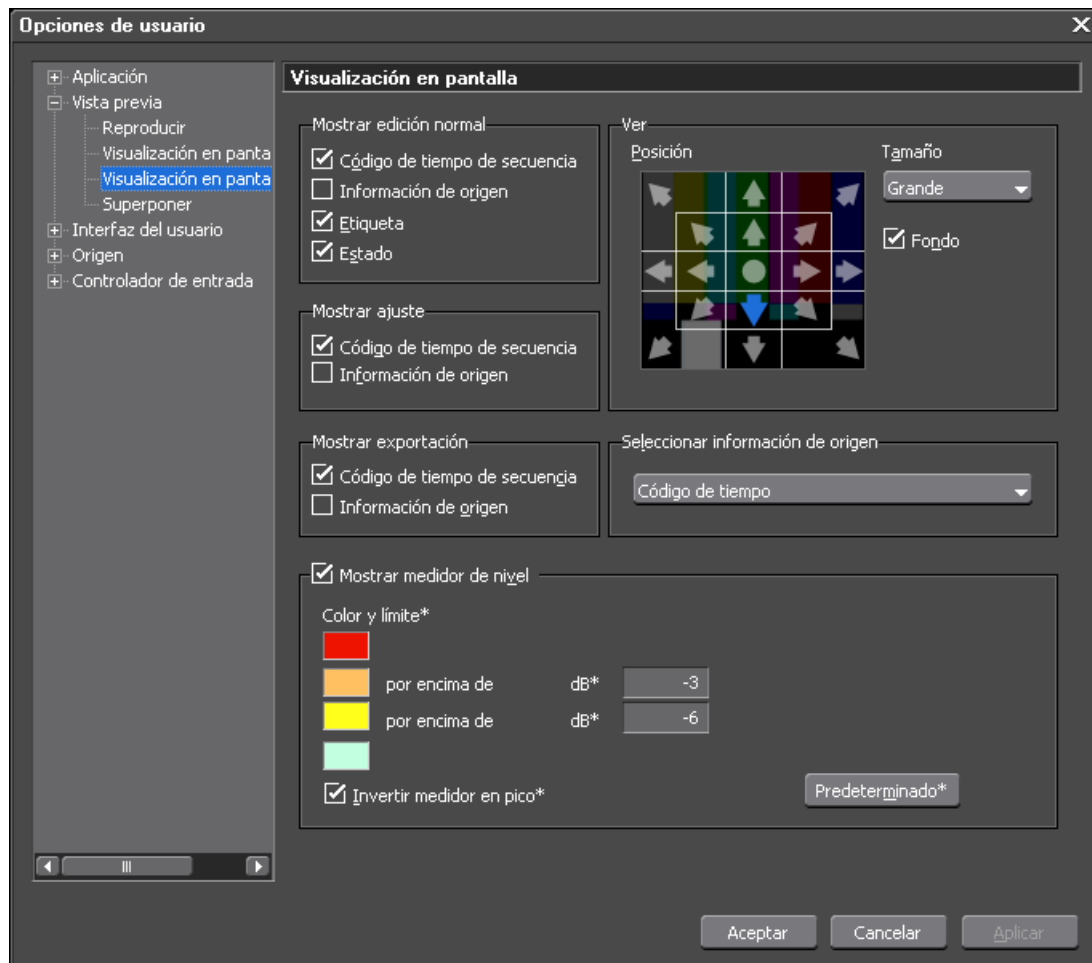 Opciones de usuario
Aplicación
Vista previa
Reproducir
Visualización en panta
Visualización en panta
Superponer
Interfaz del usuario
Origen
Controlador de entrada
Visualización en pantalla
Mostrar edición normal
Código de tiempo de secuencia
Información de origen
Etiqueta
Estado
Ver
Posición
Tamaño
Grande
Fondo
Mostrar ajuste
Código de tiempo de secuencia
Información de origen
Mostrar exportación
Código de tiempo de secuencia
Información de origen
Seleccionar información de origen
Código de tiempo
Mostrar medidor de nivel
Color y límite*
por encima de dB* -3
por encima de dB* -6
Invertir medidor en pico*
Predeterminado*
Aceptar
Cancelar
Aplicar